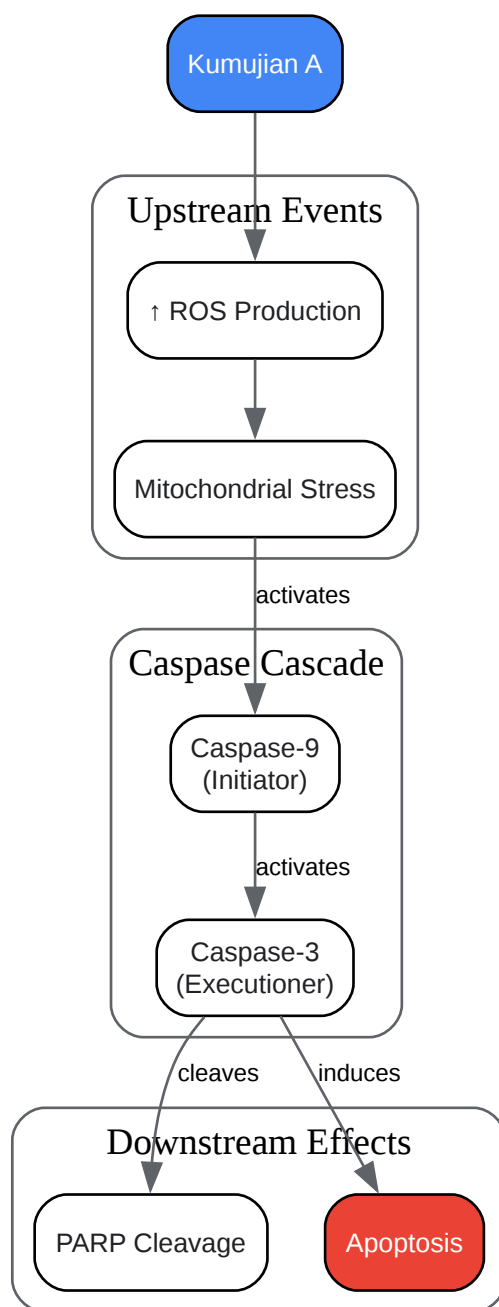 Kumujian A
Upstream Events
↑ ROS Production
Mitochondrial Stress
activates
Caspase Cascade
Caspase-9
(Initiator)
activates
Caspase-3
(Executioner)
cleaves
induces
Downstream Effects
PARP Cleavage
Apoptosis